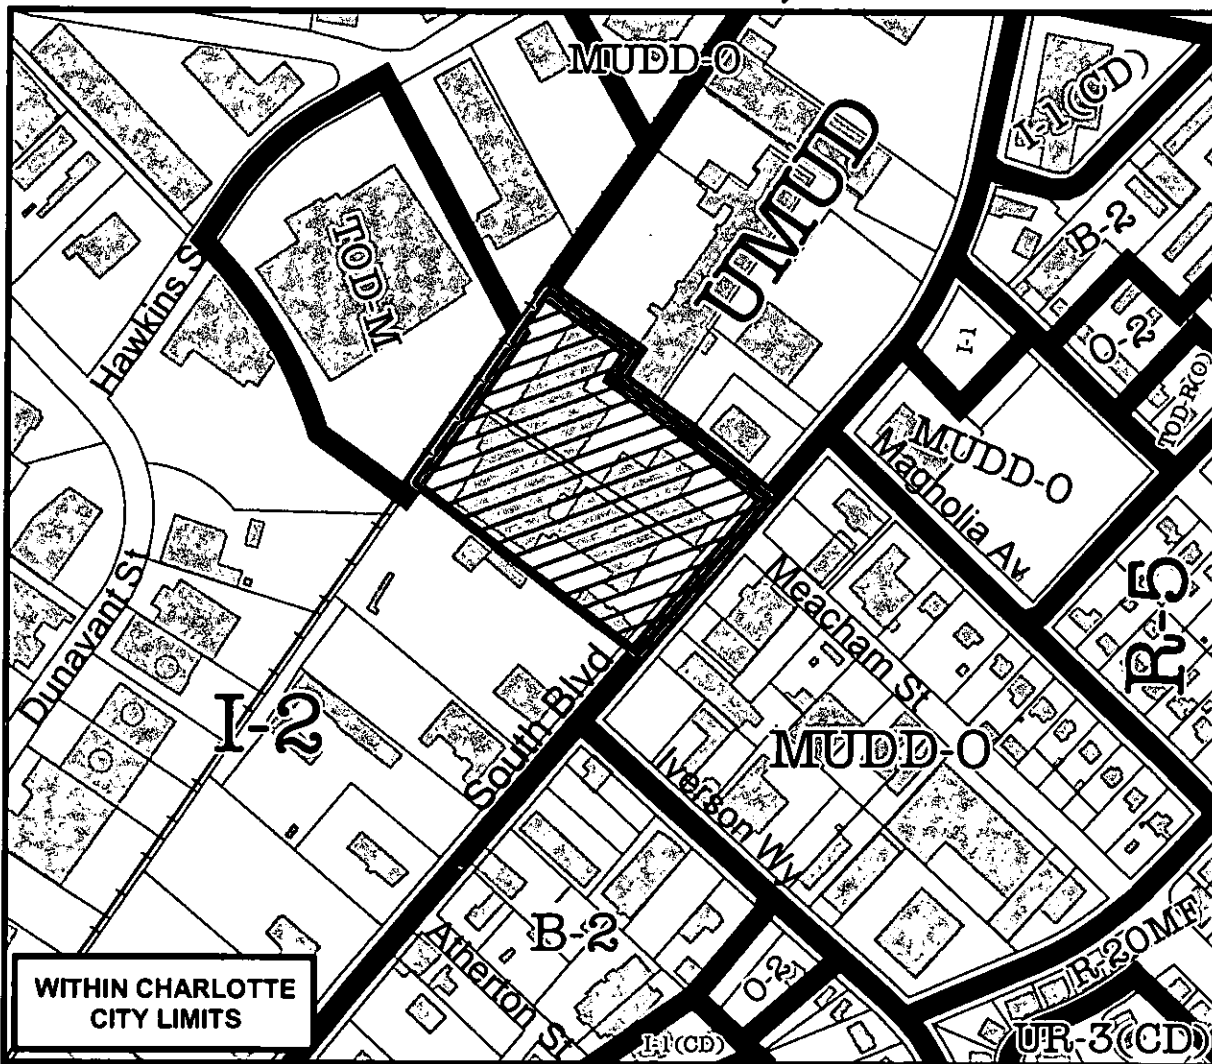 MUDD-O
I-1(CD)
UMUD
B-2
TOD-M
Hawkins St
I-1
O-2
TOD-R(O)
MUDD-O
Magnolia Av
R-5
Meacham St
Dunavant St
I-2
South Blvd
MUDD-O
Iverson Wy
B-2
Atherton St
O-2
R-20MF
I-1(CD)
UR-3(CD)
WITHIN CHARLOTTE
CITY LIMITS